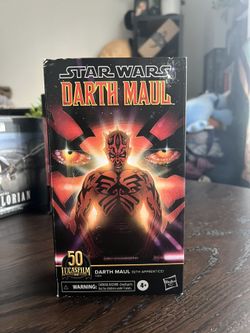 STAR WARS
DARTH MAUL
LORIAN
50
LUCASFILM
DARTH MAUL (SITH APPRENTICE)
WARNING:
4+
Hasbro